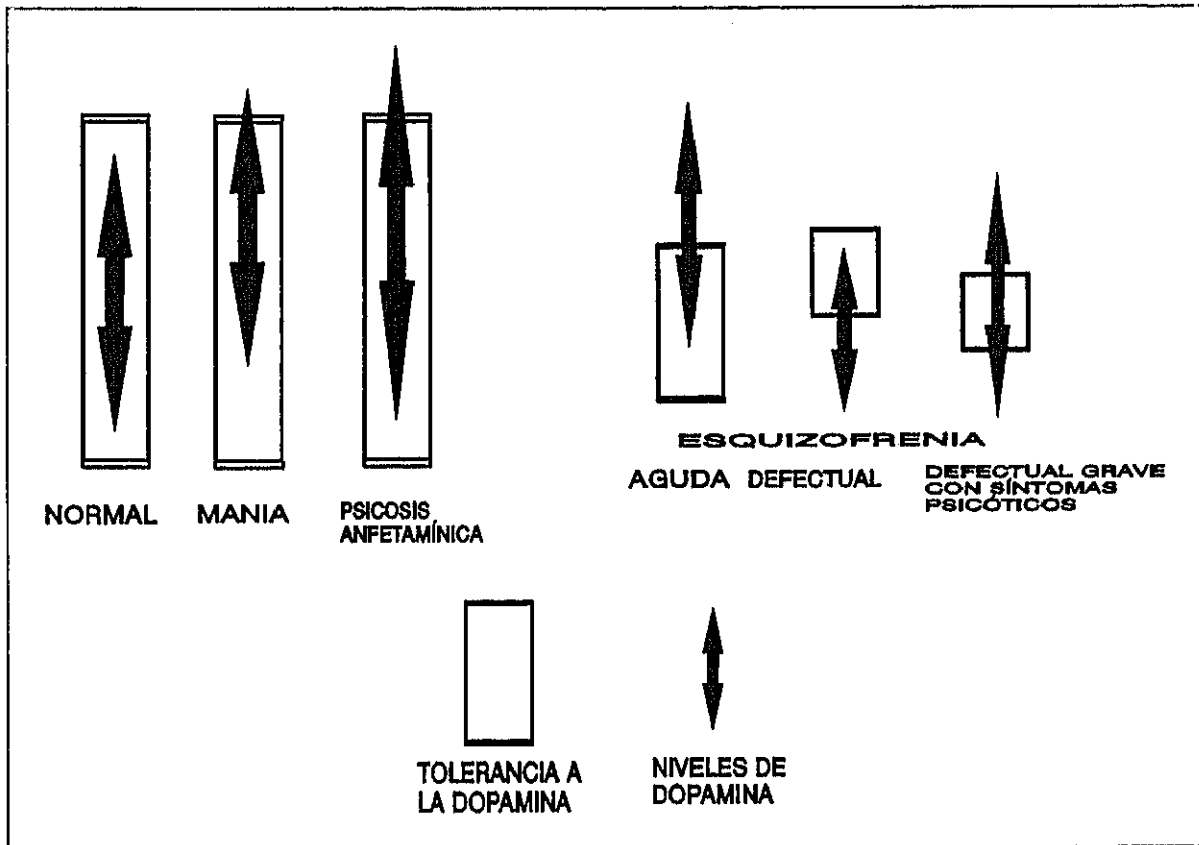 NORMAL
MANIA
PSICOSIS
ANFETAMÍNICA
ESQUIZOFRENIA
AGUDA
DEFECTUAL
DEFECTUAL GRAVE
CON SÍNTOMAS
PSICÓTICOS
TOLERANCIA A
LA DOPAMINA
NIVELES DE
DOPAMINA